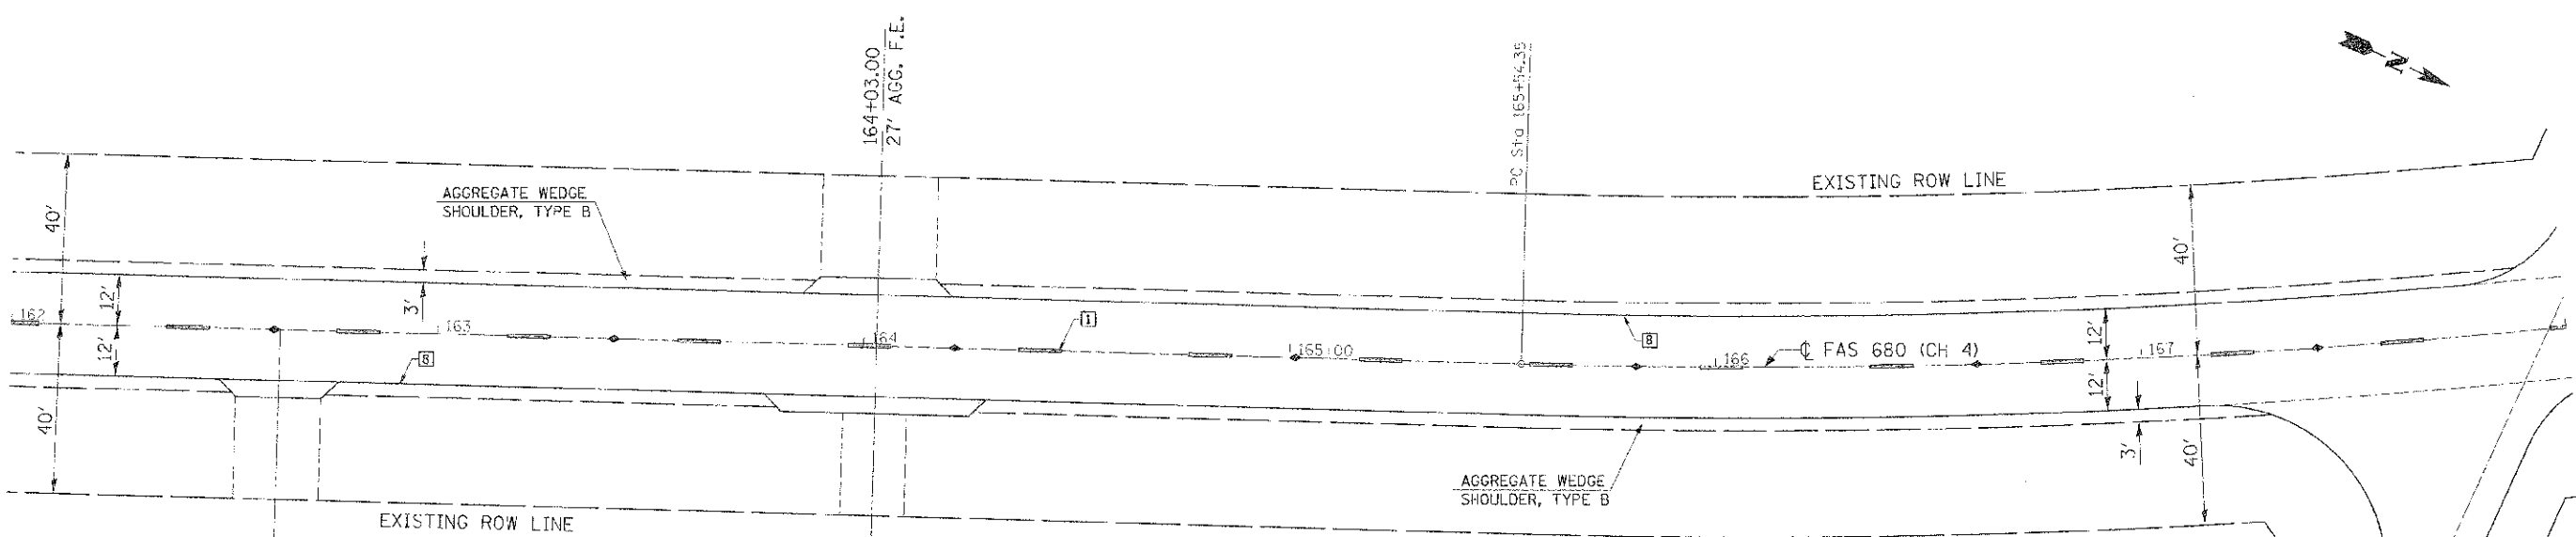 164+03.00
27' AGG. F.E.
PC Sta 165+54.35
N
EXISTING ROW LINE
AGGREGATE WEDGE
SHOULDER, TYPE B
40'
40'
12'
12'
3'
162
163
164
165+00
166
167
1
8
8
℄ FAS 680 (CH 4)
12'
12'
40'
40'
3'
AGGREGATE WEDGE
SHOULDER, TYPE B
EXISTING ROW LINE